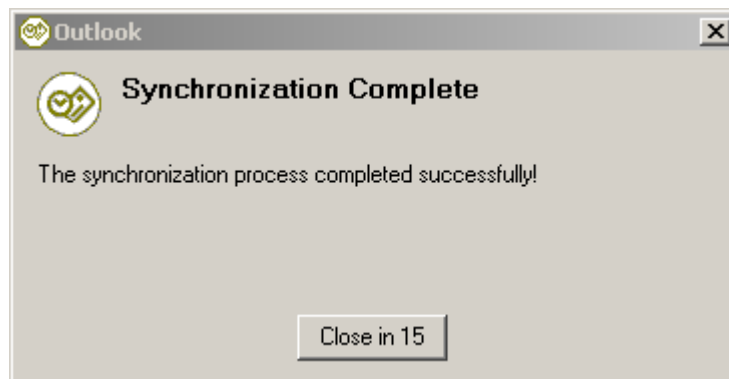 Outlook
Synchronization Complete
The synchronization process completed successfully!
Close in 15